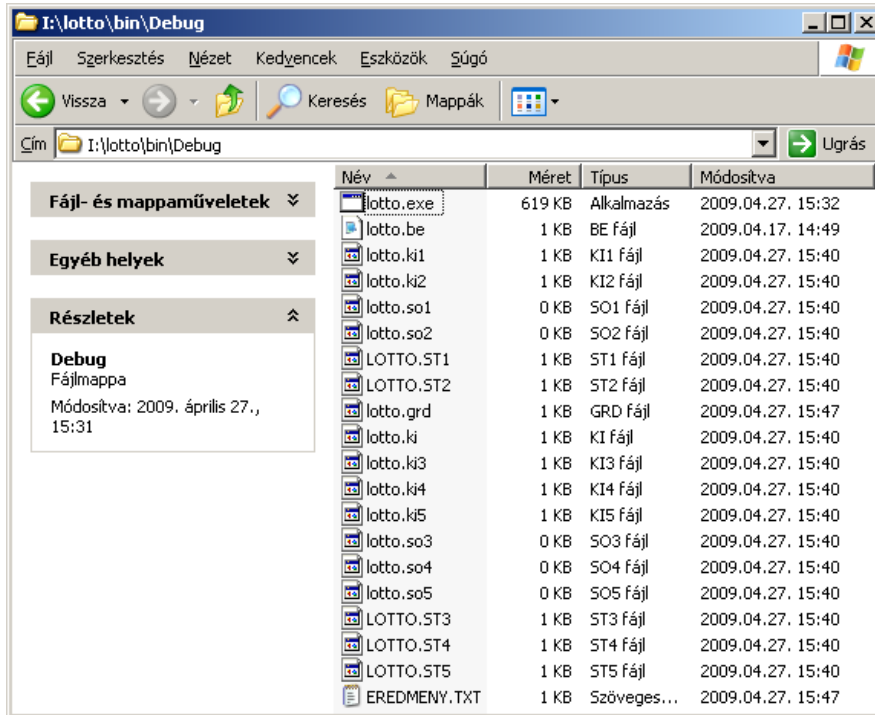 I:\lotto\bin\Debug
Fájl Szerkesztés Nézet Kedvencek Eszközök Súgó
Vissza Keresés Mappák
Cím I:\lotto\bin\Debug Ugrás
Fájl- és mappaműveletek
Egyéb helyek
Részletek
Debug
Fájlmappa
Módosítva: 2009. április 27.,
15:31
Név Méret Típus Módosítva
lotto.exe 619 KB Alkalmazás 2009.04.27. 15:32
lotto.be 1 KB BE fájl 2009.04.17. 14:49
lotto.ki1 1 KB KI1 fájl 2009.04.27. 15:40
lotto.ki2 1 KB KI2 fájl 2009.04.27. 15:40
lotto.so1 0 KB SO1 fájl 2009.04.27. 15:40
lotto.so2 0 KB SO2 fájl 2009.04.27. 15:40
LOTTO.ST1 1 KB ST1 fájl 2009.04.27. 15:40
LOTTO.ST2 1 KB ST2 fájl 2009.04.27. 15:40
lotto.grd 1 KB GRD fájl 2009.04.27. 15:47
lotto.ki 1 KB KI fájl 2009.04.27. 15:40
lotto.ki3 1 KB KI3 fájl 2009.04.27. 15:40
lotto.ki4 1 KB KI4 fájl 2009.04.27. 15:40
lotto.ki5 1 KB KI5 fájl 2009.04.27. 15:40
lotto.so3 0 KB SO3 fájl 2009.04.27. 15:40
lotto.so4 0 KB SO4 fájl 2009.04.27. 15:40
lotto.so5 0 KB SO5 fájl 2009.04.27. 15:40
LOTTO.ST3 1 KB ST3 fájl 2009.04.27. 15:40
LOTTO.ST4 1 KB ST4 fájl 2009.04.27. 15:40
LOTTO.ST5 1 KB ST5 fájl 2009.04.27. 15:40
EREDMENY.TXT 1 KB Szöveges... 2009.04.27. 15:47